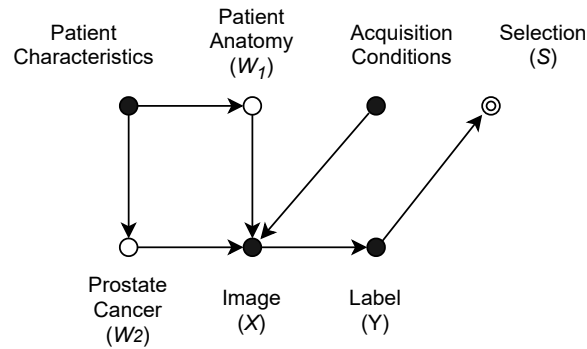 Patient
Characteristics
Patient
Anatomy
(W1)
Acquisition
Conditions
Selection
(S)
Prostate
Cancer
(W2)
Image
(X)
Label
(Y)